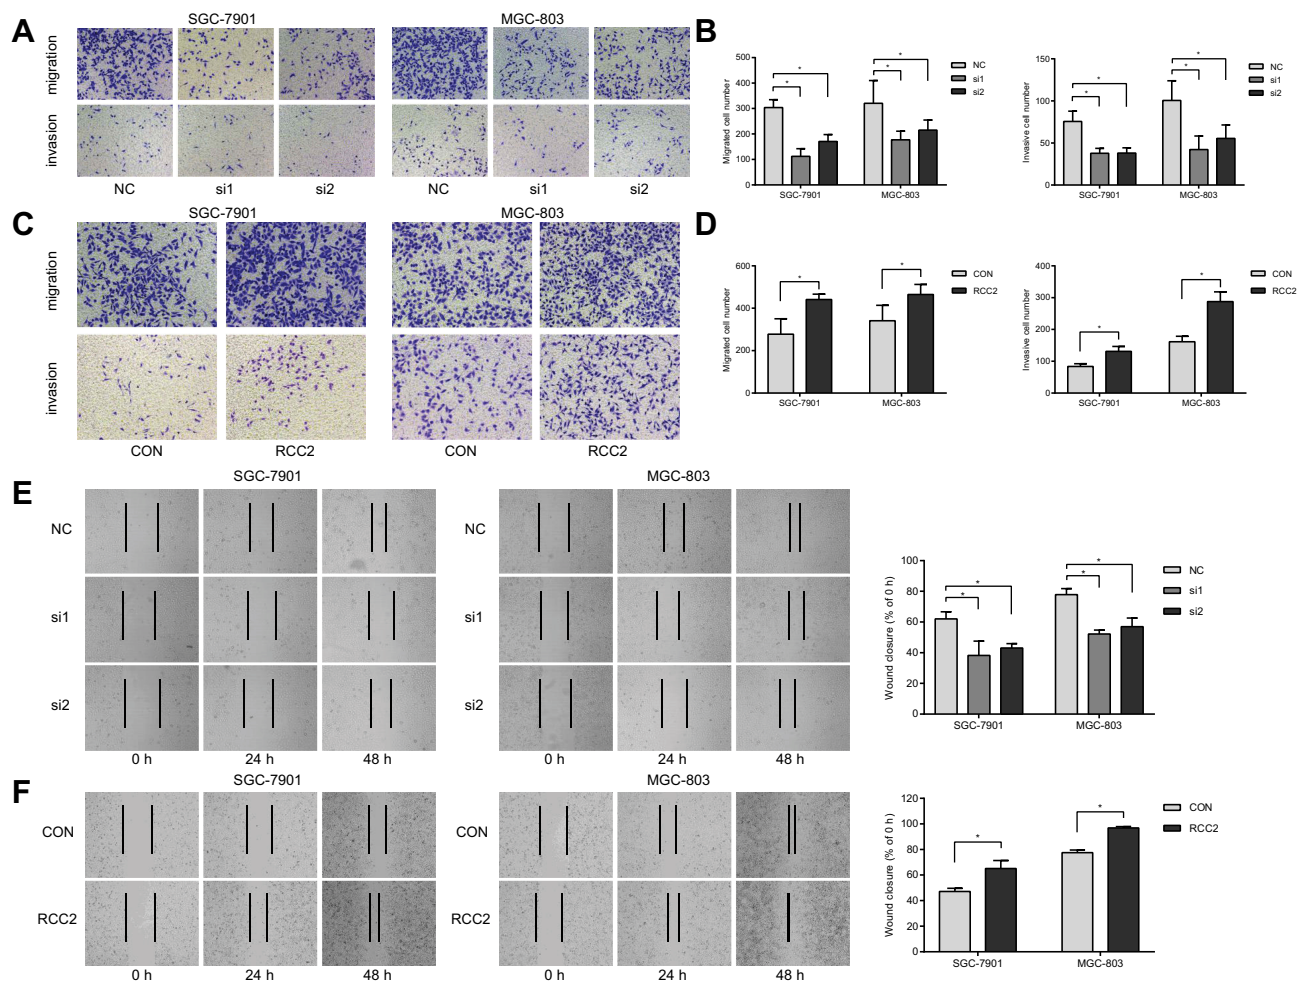 A
SGC-7901
MGC-803
migration
invasion
NC
si1
si2
NC
si1
si2
B
Migrated cell number
500
400
300
200
100
0
SGC-7901
MGC-803
*
*
*
*
NC
si1
si2
Invasive cell number
150
100
50
0
SGC-7901
MGC-803
*
*
*
*
NC
si1
si2
C
SGC-7901
MGC-803
migration
invasion
CON
RCC2
CON
RCC2
D
Migrated cell number
600
400
200
0
SGC-7901
MGC-803
*
*
CON
RCC2
Invasive cell number
400
300
200
100
0
SGC-7901
MGC-803
*
*
CON
RCC2
E
SGC-7901
MGC-803
NC
si1
si2
0 h
24 h
48 h
NC
si1
si2
0 h
24 h
48 h
Wound closure (% of 0 h)
100
80
60
40
20
0
SGC-7901
MGC-803
*
*
*
*
NC
si1
si2
F
SGC-7901
MGC-803
CON
RCC2
0 h
24 h
48 h
CON
RCC2
0 h
24 h
48 h
Wound closure (% of 0 h)
120
100
80
60
40
20
0
SGC-7901
MGC-803
*
*
CON
RCC2